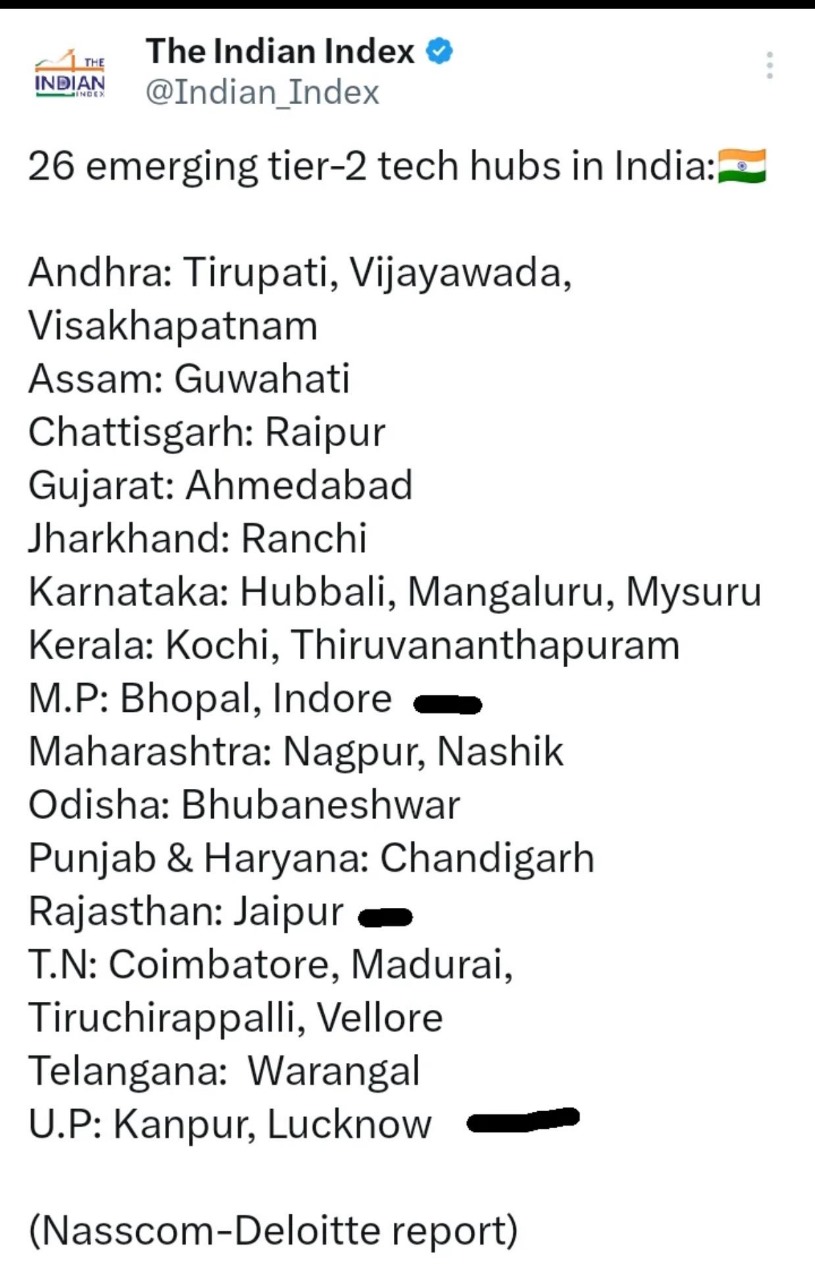 THE
INDIAN
INDEX
The Indian Index
@Indian_Index
26 emerging tier-2 tech hubs in India:🇮🇳
Andhra: Tirupati, Vijayawada,
Visakhapatnam
Assam: Guwahati
Chattisgarh: Raipur
Gujarat: Ahmedabad
Jharkhand: Ranchi
Karnataka: Hubbali, Mangaluru, Mysuru
Kerala: Kochi, Thiruvananthapuram
M.P: Bhopal, Indore
Maharashtra: Nagpur, Nashik
Odisha: Bhubaneshwar
Punjab & Haryana: Chandigarh
Rajasthan: Jaipur
T.N: Coimbatore, Madurai,
Tiruchirappalli, Vellore
Telangana:  Warangal
U.P: Kanpur, Lucknow
(Nasscom-Deloitte report)